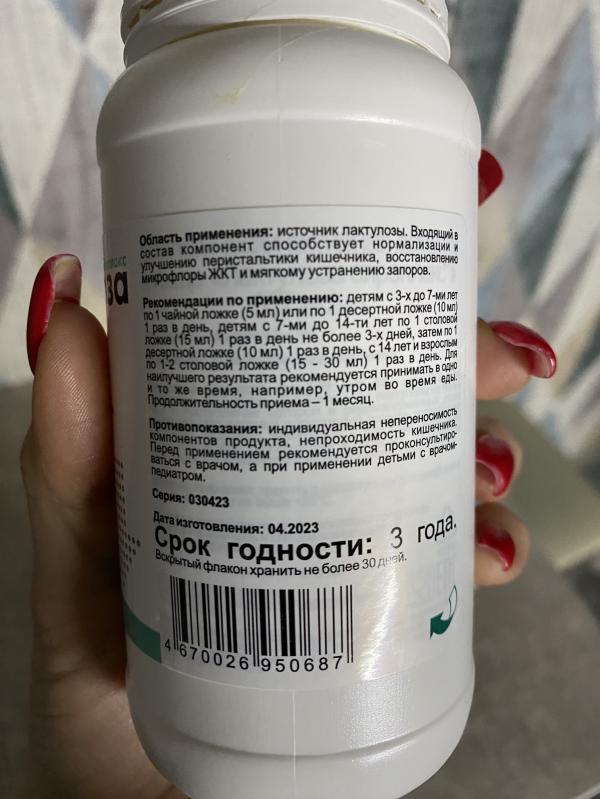 Область применения: источник лактулозы. Входящий в
состав компонент способствует нормализации и
улучшению перистальтики кишечника, восстановлению
микрофлоры ЖКТ и мягкому устранению запоров.
Рекомендации по применению: детям с 3-х до 7-ми лет
по 1 чайной ложке (5 мл) или по 1 десертной ложке (10 мл)
1 раз в день, детям с 7-ми до 14-ти лет по 1 столовой
ложке (15 мл) 1 раз в день не более 3-х дней, затем по 1
десертной ложке (10 мл) 1 раз в день, с 14 лет и взрослым
по 1-2 столовой ложке (15 - 30 мл) 1 раз в день. Для
наилучшего результата рекомендуется принимать в одно
и то же время, например, утром во время еды.
Продолжительность приема – 1 месяц.
Противопоказания: индивидуальная непереносимость
компонентов продукта, непроходимость кишечника.
Перед применением рекомендуется проконсультиро-
ваться с врачом, а при применении детьми с врачом-
педиатром.
Серия: 030423
Дата изготовления: 04.2023
Срок годности: 3 года.
Вскрытый флакон хранить не более 30 дней.
4 670026 950687
за